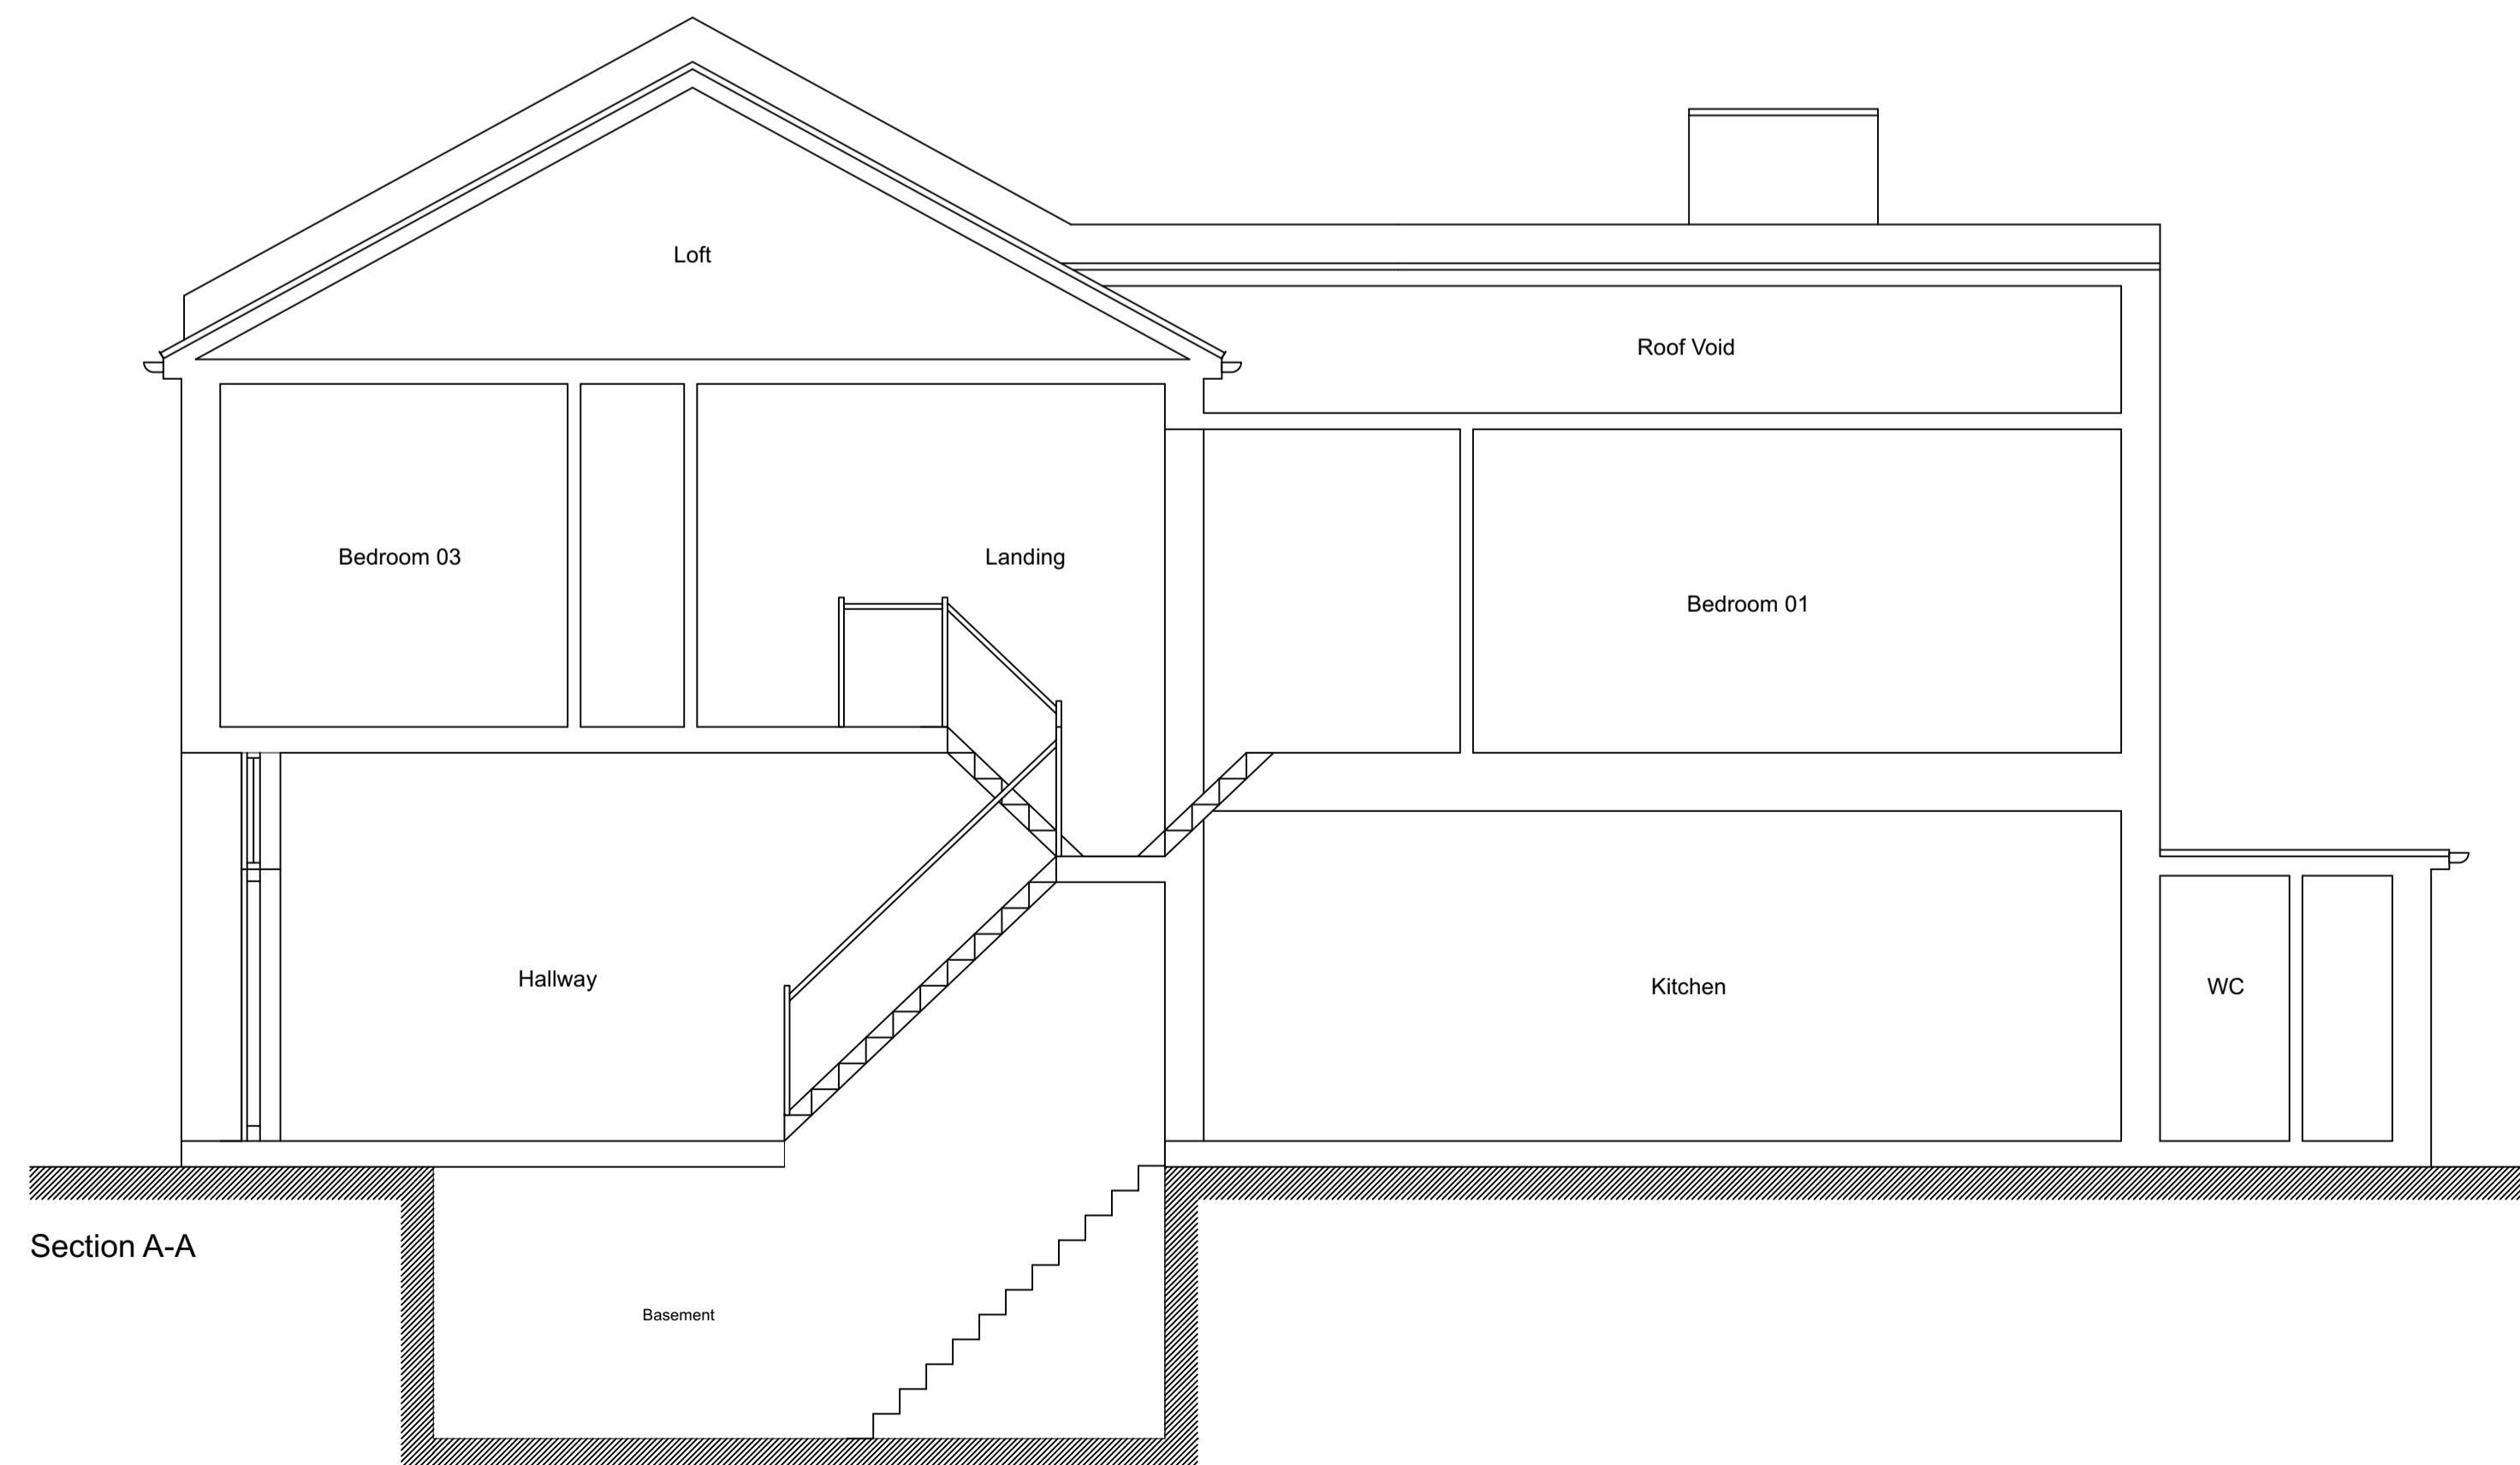 Loft
Roof Void
Bedroom 03
Landing
Bedroom 01
Hallway
Kitchen
WC
Section A-A
Basement